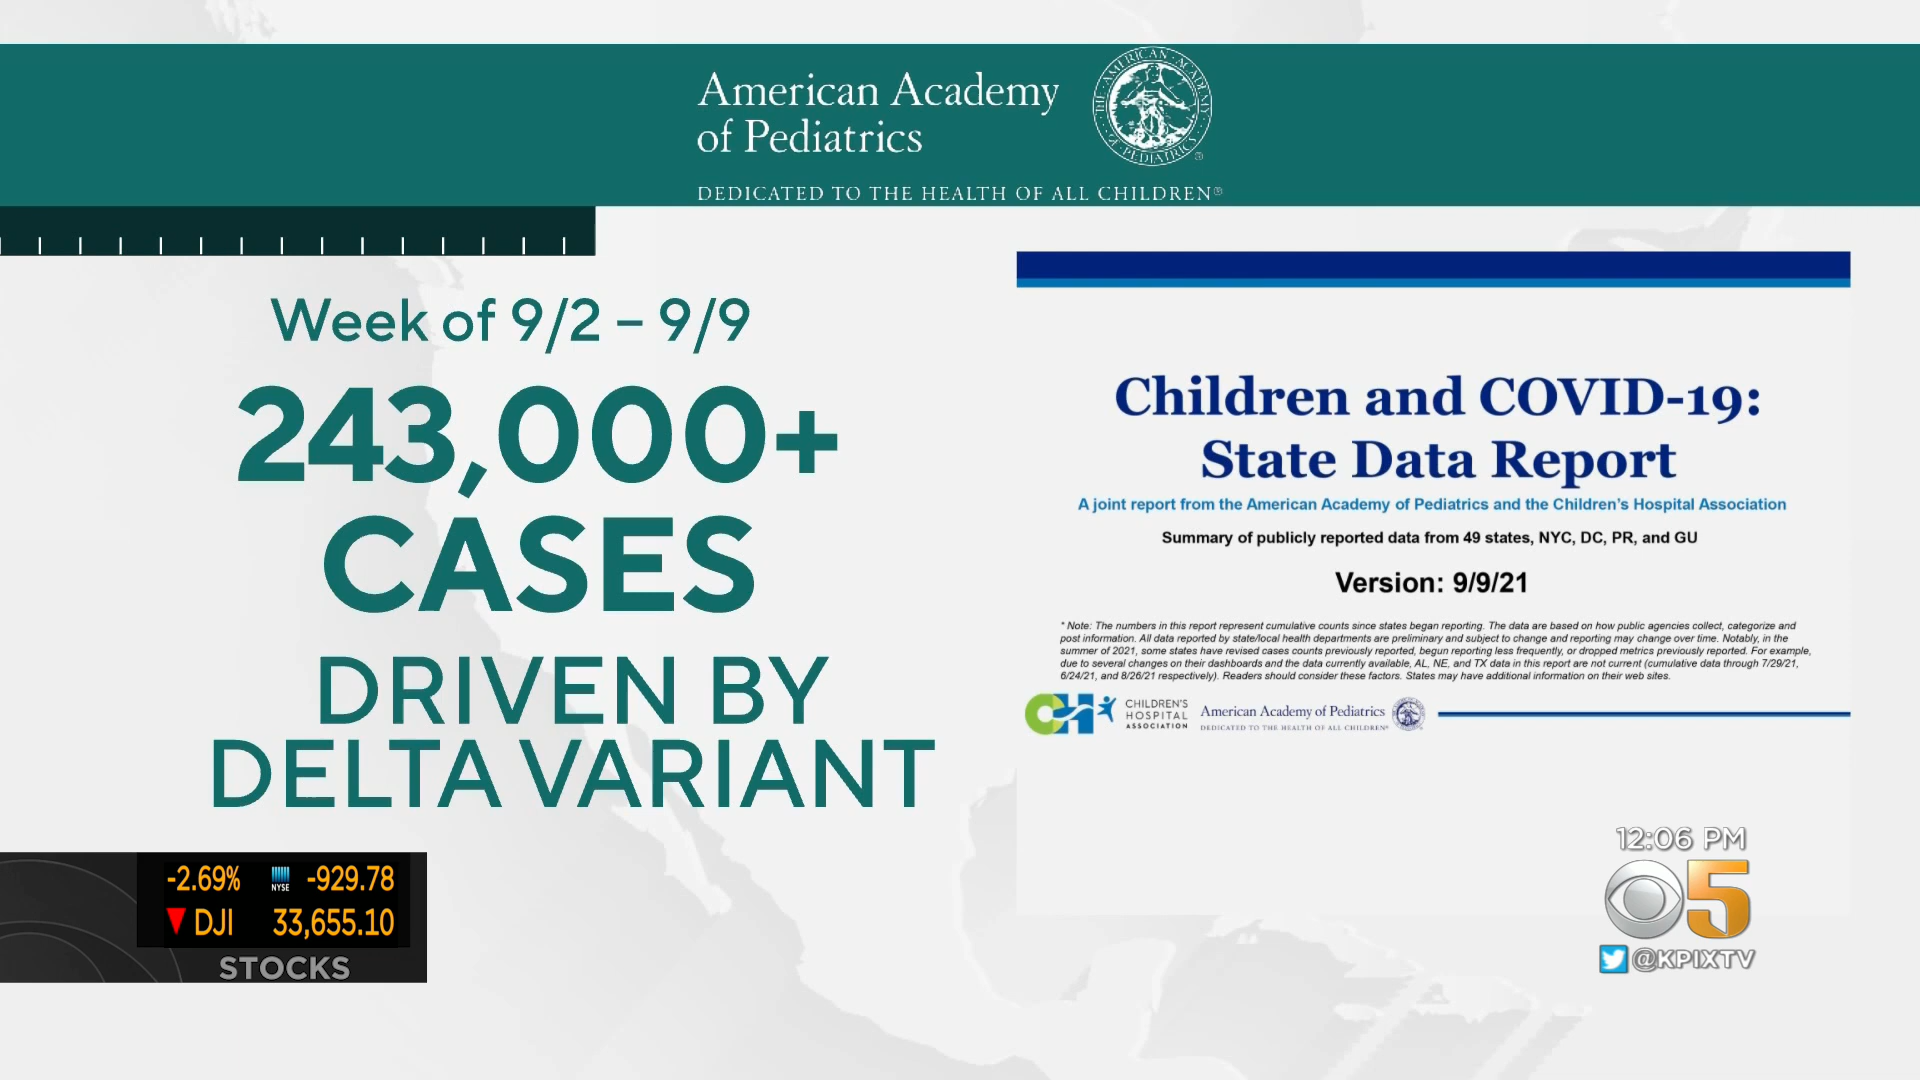 American Academy
of Pediatrics
DEDICATED TO THE HEALTH OF ALL CHILDREN®
THE · AMERICAN · ACADEMY · OF · PEDIATRICS ®
Week of 9/2 – 9/9
243,000+
CASES
DRIVEN BY
DELTA VARIANT
Children and COVID-19:
State Data Report
A joint report from the American Academy of Pediatrics and the Children's Hospital Association
Summary of publicly reported data from 49 states, NYC, DC, PR, and GU
Version: 9/9/21
* Note: The numbers in this report represent cumulative counts since states began reporting. The data are based on how public agencies collect, categorize and
post information. All data reported by state/local health departments are preliminary and subject to change and reporting may change over time. Notably, in the
summer of 2021, some states have revised cases counts previously reported, begun reporting less frequently, or dropped metrics previously reported. For example,
due to several changes on their dashboards and the data currently available, AL, NE, and TX data in this report are not current (cumulative data through 7/29/21,
6/24/21, and 8/26/21 respectively). Readers should consider these factors. States may have additional information on their web sites.
CHILDREN'S
HOSPITAL
ASSOCIATION
American Academy of Pediatrics
DEDICATED TO THE HEALTH OF ALL CHILDREN®
-2.69% NYSE -929.78
DJI 33,655.10
STOCKS
12:06 PM
5
@KPIXTV